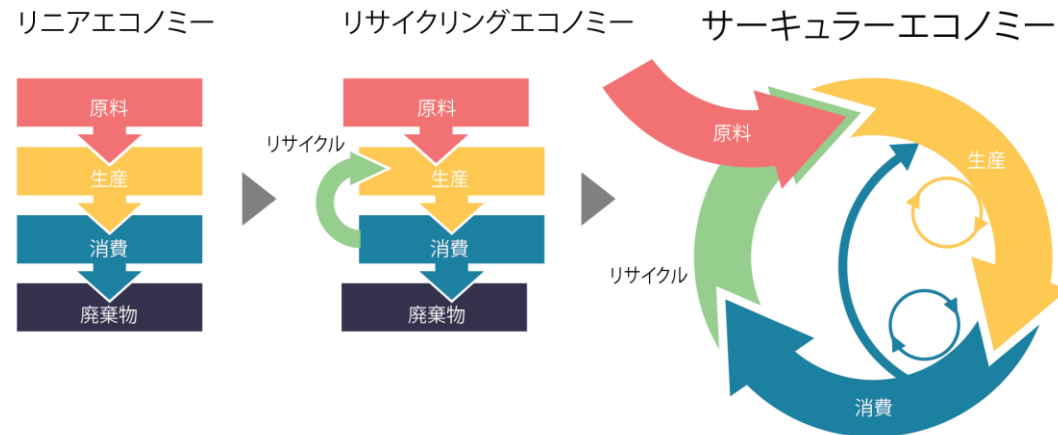 リニアエコノミー
原料
生産
消費
廃棄物
リサイクリングエコノミー
原料
リサイクル
生産
消費
廃棄物
サーキュラーエコノミー
原料
生産
リサイクル
消費